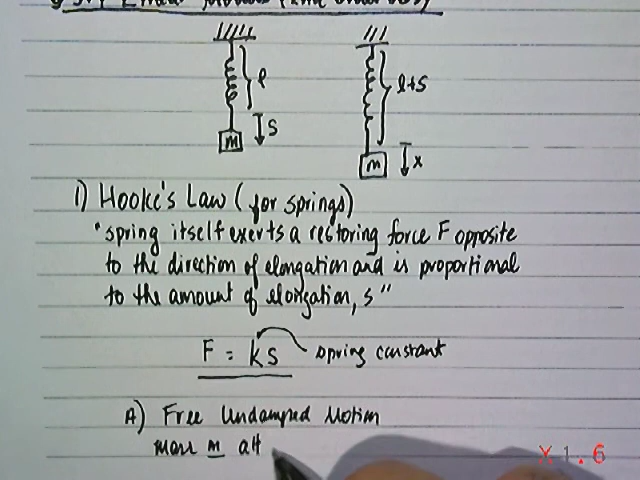 l
l+s
s
m
m
x
1) Hooke's Law (for springs)
"spring itself exerts a restoring force F opposite
to the direction of elongation and is proportional
to the amount of elongation, s"
F = ks spring constant
A) Free Undamped Motion
mass m att
X1.6